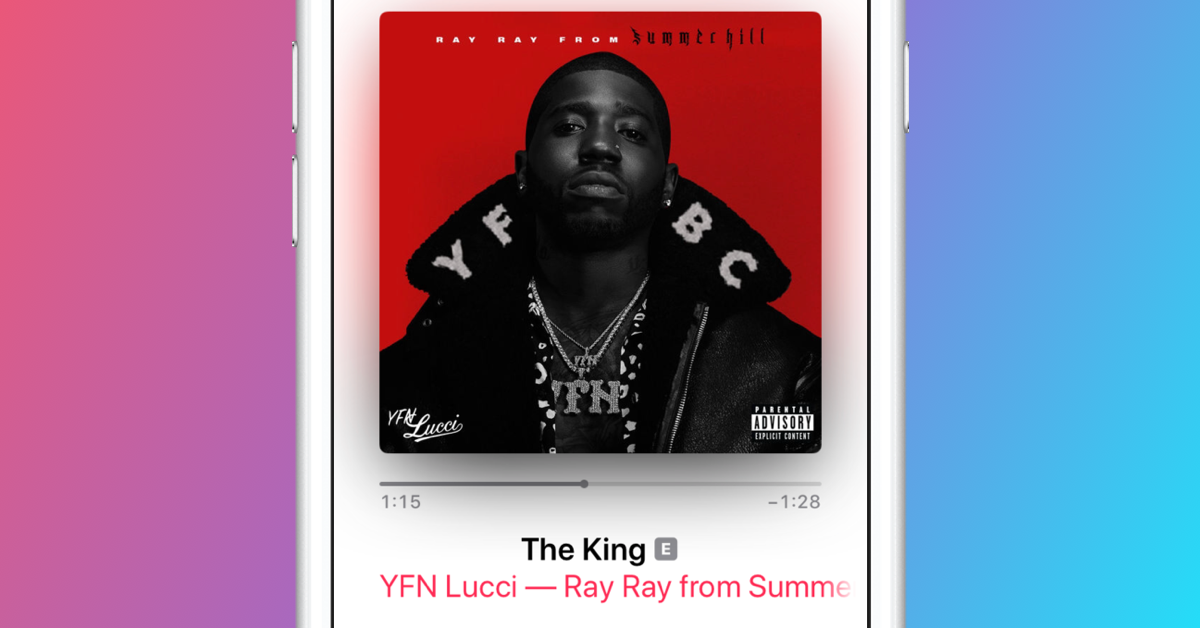 RAY RAY FROM Summerhill
Y F B C
YFN
YFN
YFN Lucci
PARENTAL
ADVISORY
EXPLICIT CONTENT
1:15 -1:28
The King E
YFN Lucci — Ray Ray from Summe